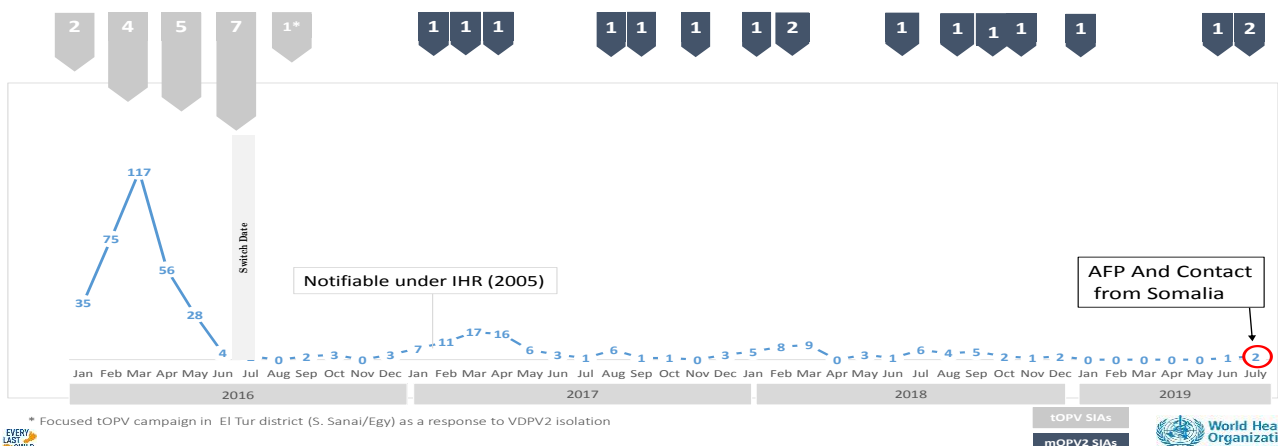 2 4 5 7 1* 1 1 1 1 1 1 1 2 1 1 1 1 1 1 2
117
75
56
35
28
4
Switch Date
Notifiable under IHR (2005)
AFP And Contact
from Somalia
0 2 3 0 3 7 11 17 16 6 3 1 6 1 1 0 3 5 8 9 0 3 1 6 4 5 2 1 2 0 0 0 0 0 1 2
Jan Feb Mar Apr May Jun Jul Aug Sep Oct Nov Dec Jan Feb Mar Apr May Jun Jul Aug Sep Oct Nov Dec Jan Feb Mar Apr May Jun Jul Aug Sep Oct Nov Dec Jan Feb Mar Apr May Jun July
2016 2017 2018 2019
* Focused tOPV campaign in El Tur district (S. Sanai/Egy) as a response to VDPV2 isolation
tOPV SIAs
mOPV2 SIAs
EVERY
LAST
World Hea
Organizati